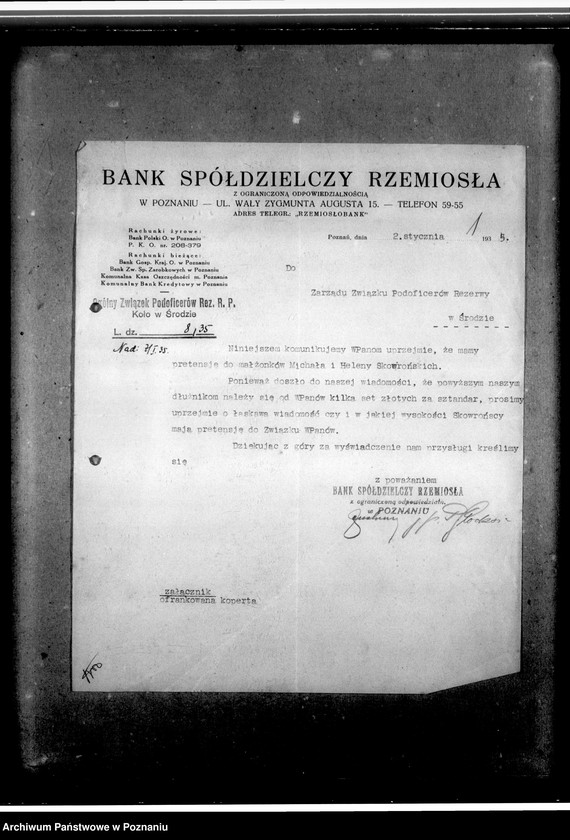 BANK SPÓŁDZIELCZY RZEMIOSŁA
Z OGRANICZONĄ ODPOWIEDZIALNOŚCIĄ
W POZNANIU — UL. WAŁY ZYGMUNTA AUGUSTA 15. — TELEFON 59-55
ADRES TELEGR.: „RZEMIOSŁOBANK"
Rachunki żyrowe:
Bank Polski O. w Poznaniu
P. K. O. nr. 208-379
Rachunki bieżące:
Bank Gosp. Kraj. O. w Poznaniu
Bank Zw. Sp. Zarobkowych w Poznaniu
Komunalna Kasa Oszczędności m. Poznania
Komunalny Bank Kredytowy w Poznaniu
Poznań, dnia 2.stycznia 1935.
Do
Zarządu Związku Podoficerów Rezerwy
w Środzie
Ogólny Związek Podoficerów Rez. R. P.
Koło w Środzie
L. dz. 8/35
Nad: 7/I.35.
Niniejszem komunikujemy WPanom uprzejmie, że mamy
pretensję do małżonków Michała i Heleny Skowrońskich.
Ponieważ doszło do naszej wiadomości, że powyższym naszym
dłużnikom należy się od WPanów kilka set złotych za sztandar, prosimy
uprzejmie o łaskawą wiadomość czy i w jakiej wysokości Skowrońscy
mają pretensję do Związku WPanów.
Dziękując z góry za wyświadczenie nam przysługi kreślimy
się
z poważaniem
BANK SPÓŁDZIELCZY RZEMIOSŁA
z ograniczoną odpowiedzialn.
w POZNANIU
załącznik
ofrankowana koperta
Archiwum Państwowe w Poznaniu